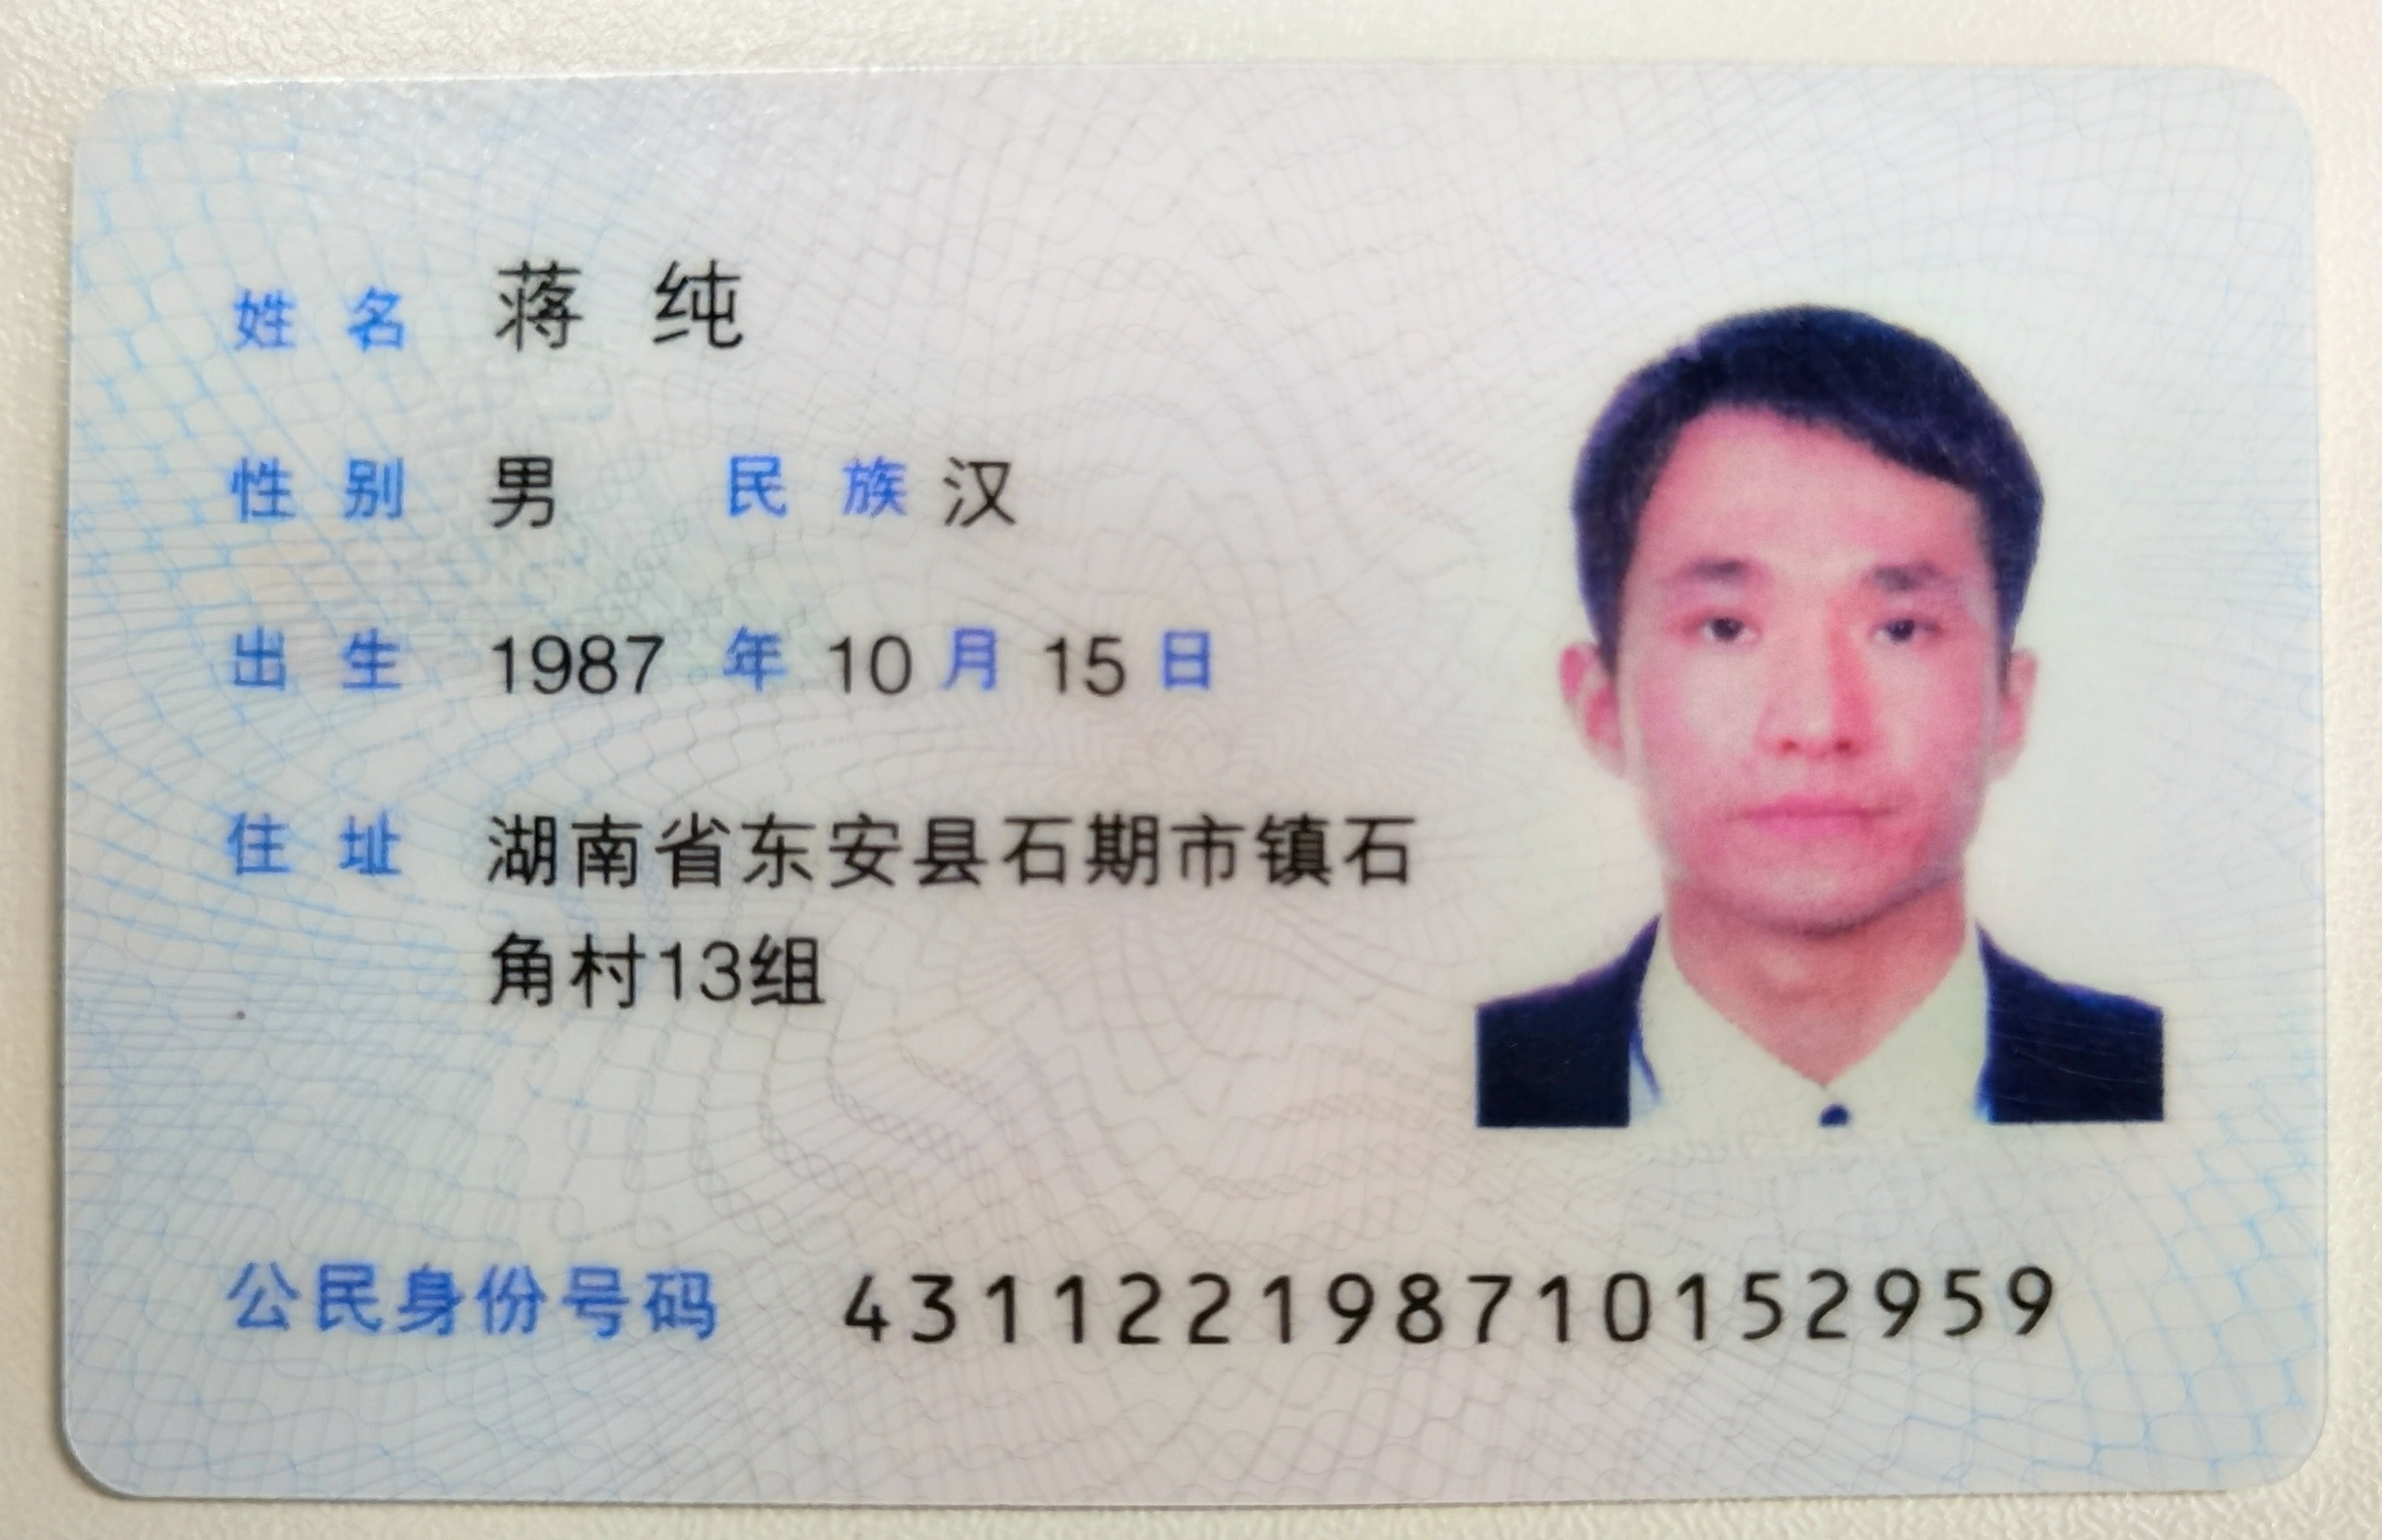 姓名 蒋纯
性别 男 民族 汉
出生 1987 年 10 月 15 日
住址 湖南省东安县石期市镇石
角村13组
公民身份号码 431122198710152959